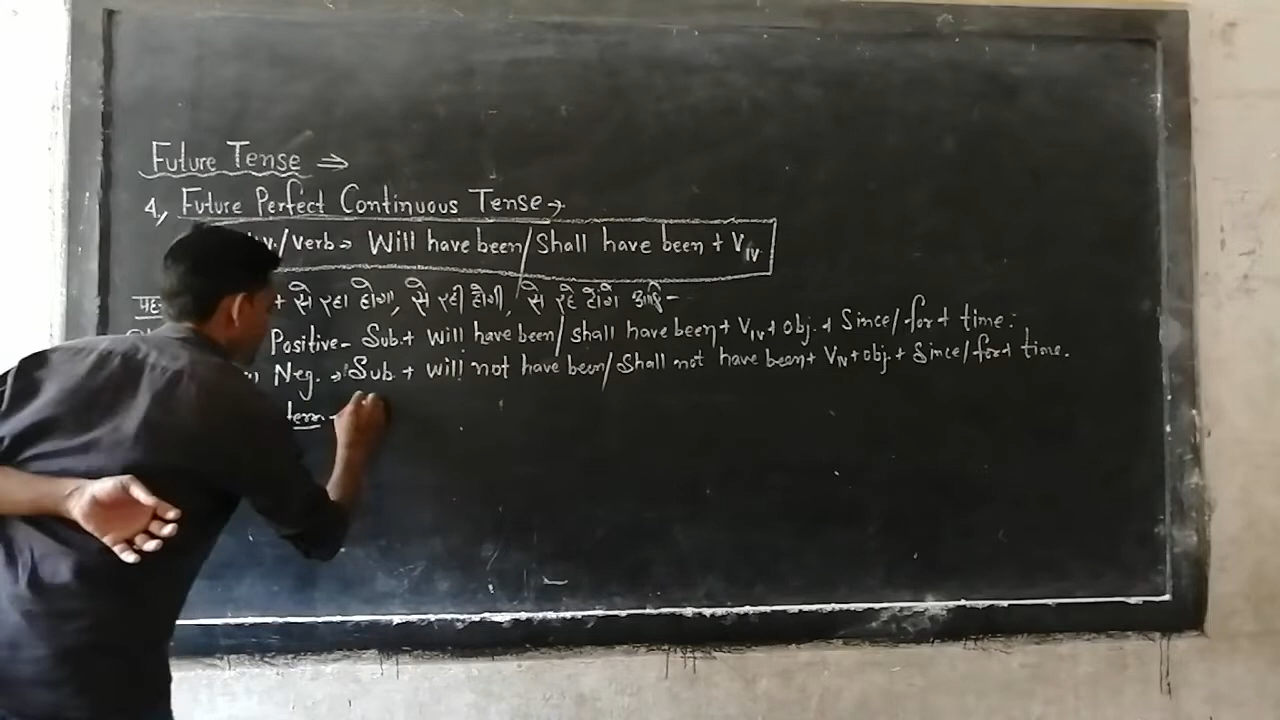 Future Tense ⇒
4, Future Perfect Continuous Tense →
v./Verb → Will have been/Shall have been + V IV.
पह + से रहा होगा, से रही होगी, से रहे होंगे आदि -
Positive - Sub. + Will have been/ Shall have been + V IV + obj. + Since/for + time.
Neg. → Sub. + will not have been/Shall not have been + V IV + obj. + Since/for + time.
terr. -